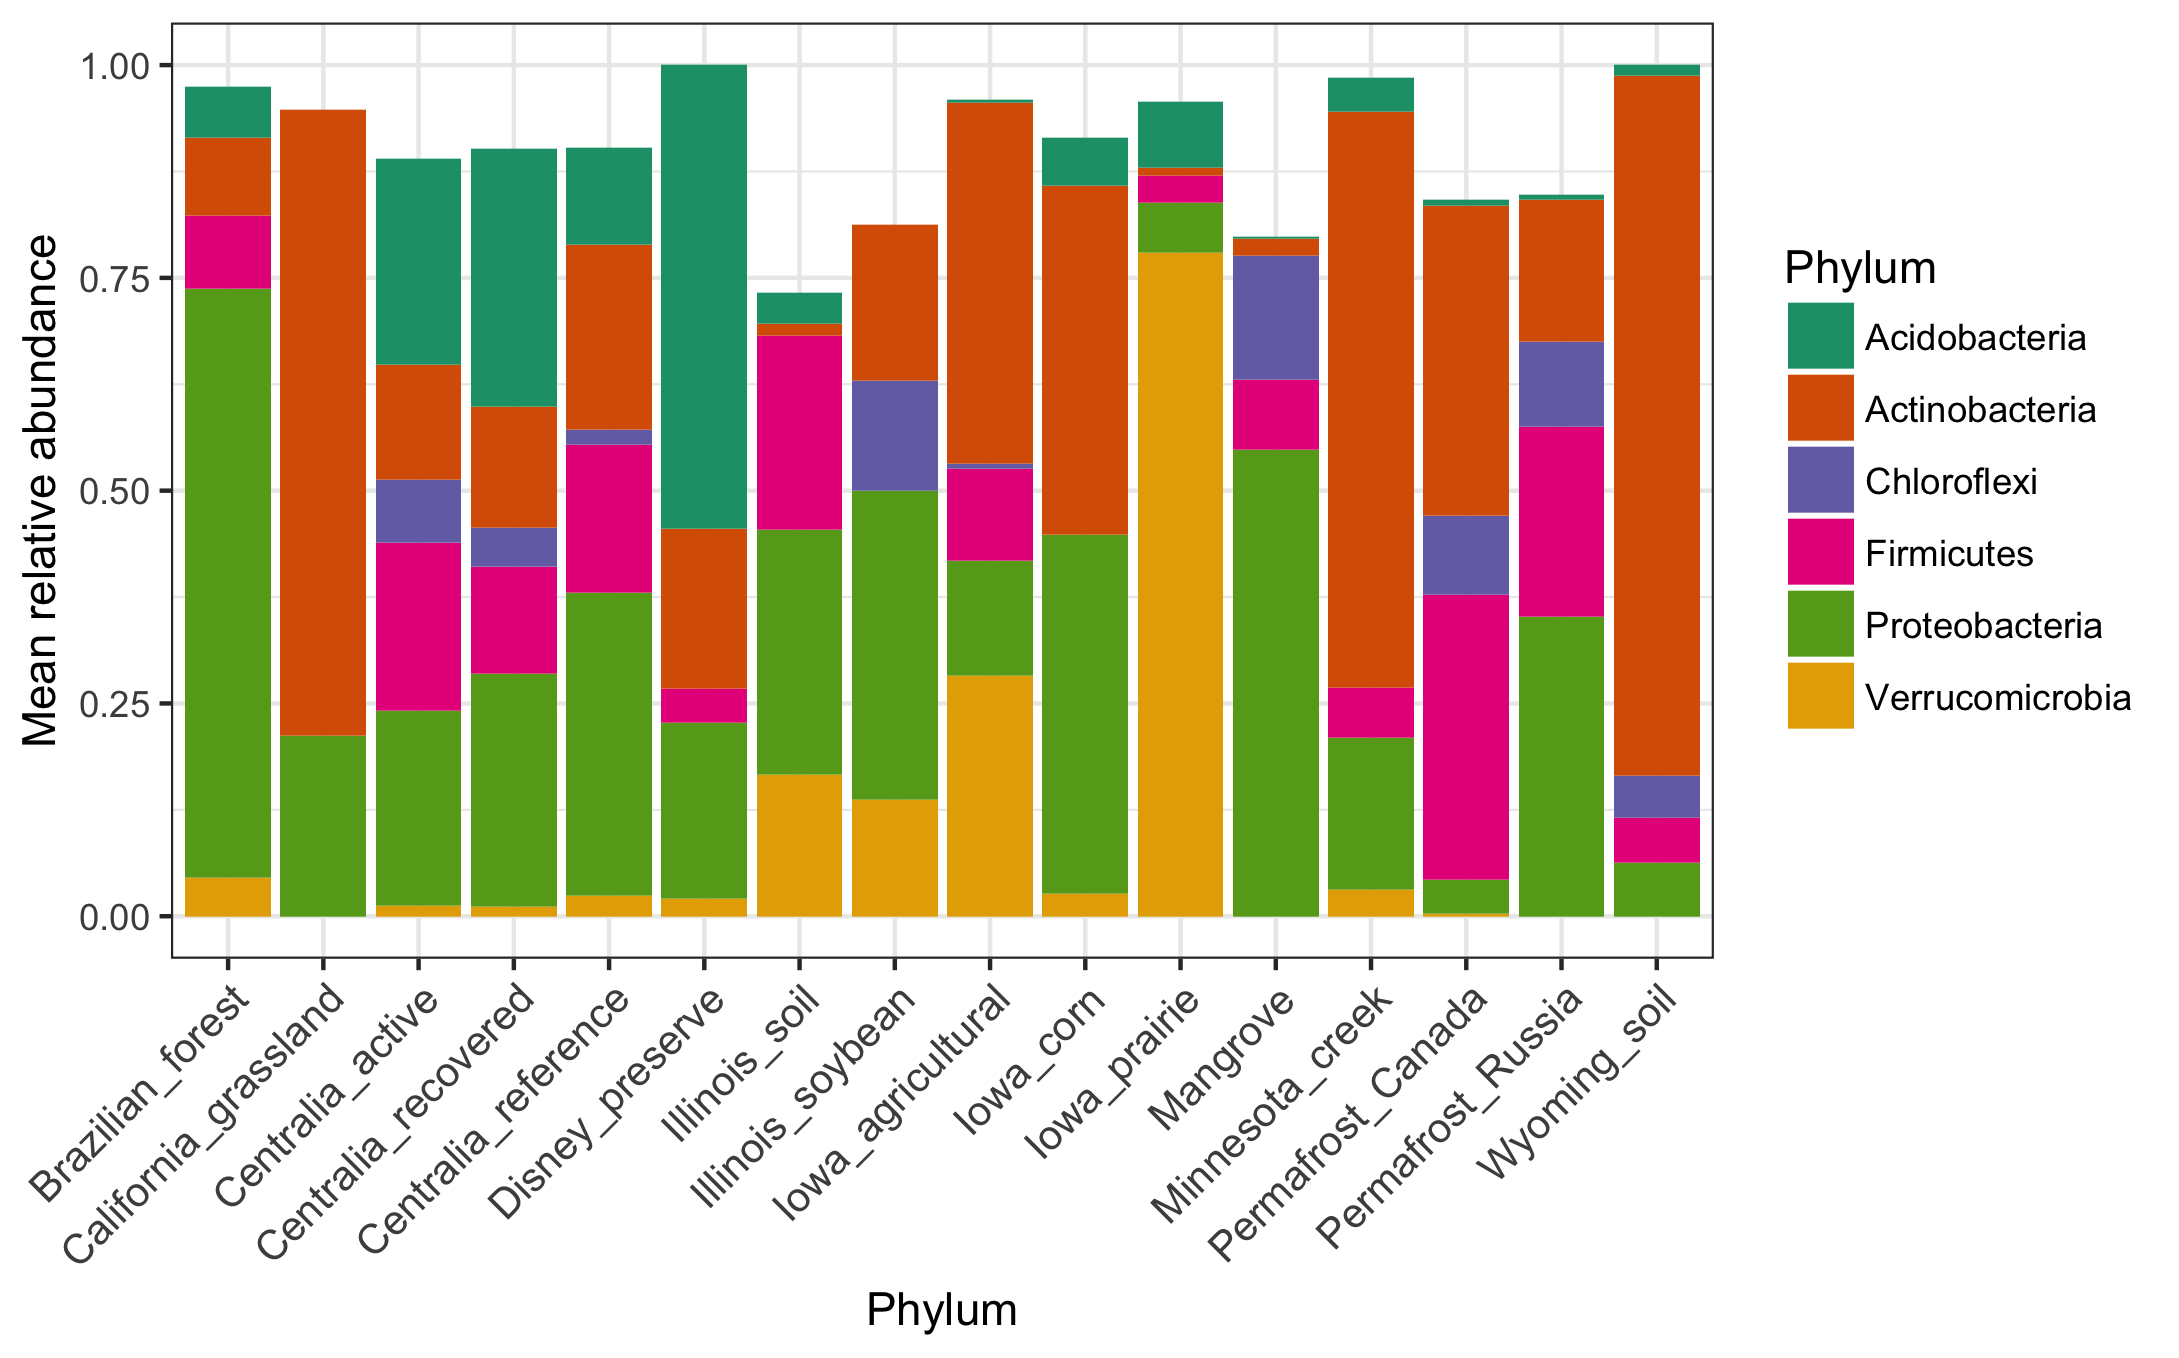 Mean relative abundance
1.00
0.75
0.50
0.25
0.00
Brazilian_forest
California_grassland
Centralia_active
Centralia_recovered
Centralia_reference
Disney_preserve
Illinois_soil
Illinois_soybean
Iowa_agricultural
Iowa_corn
Iowa_prairie
Mangrove
Minnesota_creek
Permafrost_Canada
Permafrost_Russia
Wyoming_soil
Phylum
Phylum
Acidobacteria
Actinobacteria
Chloroflexi
Firmicutes
Proteobacteria
Verrucomicrobia